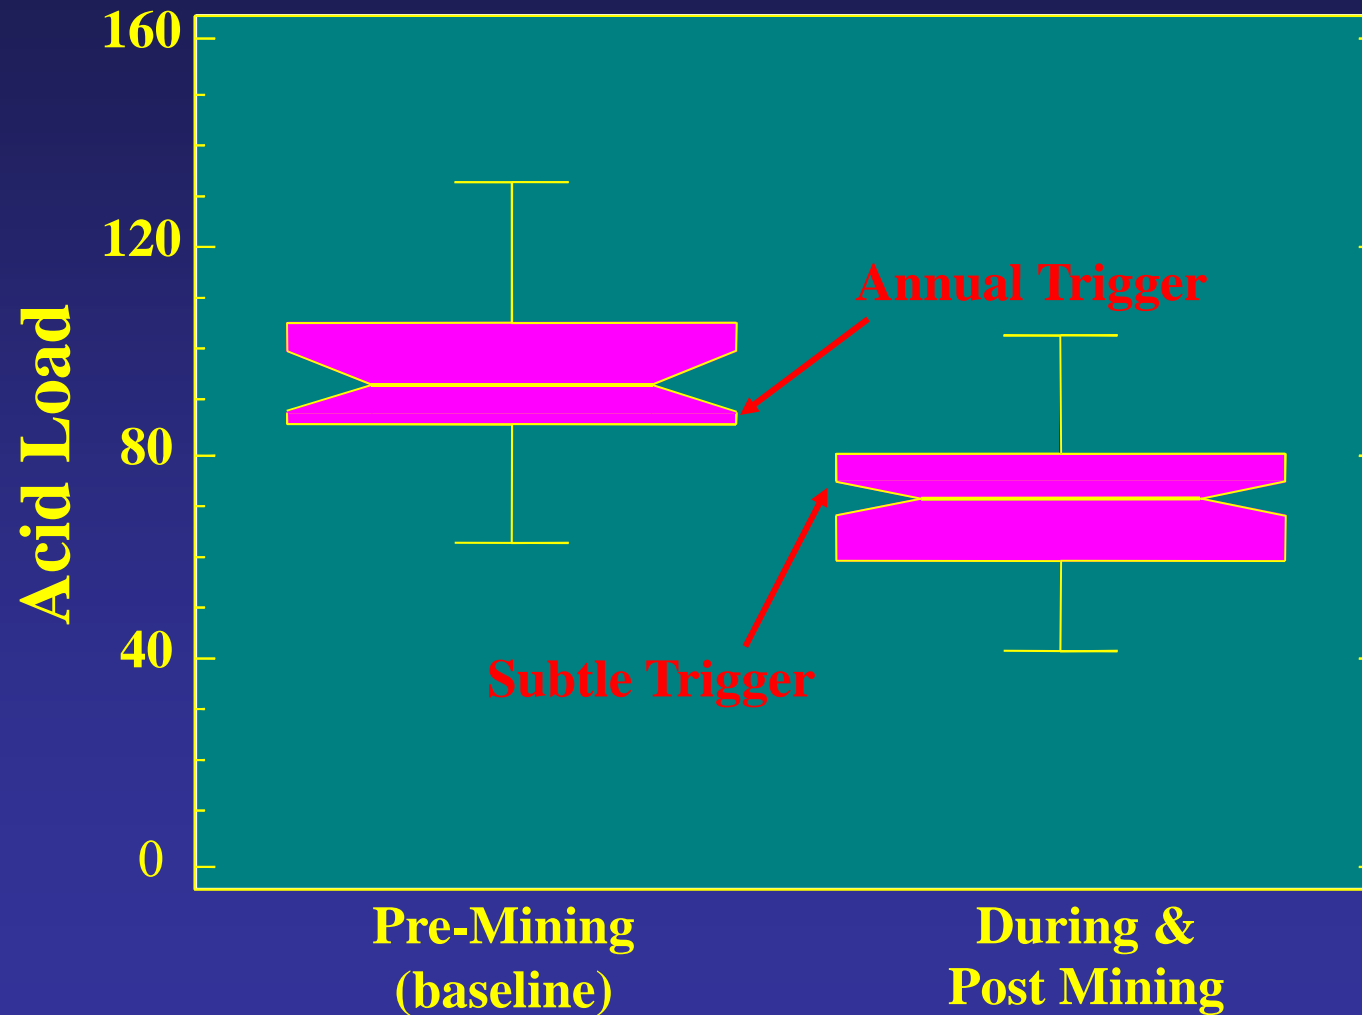 160
120
80
40
0
Acid Load
Annual Trigger
Subtle Trigger
Pre-Mining
(baseline)
During &
Post Mining